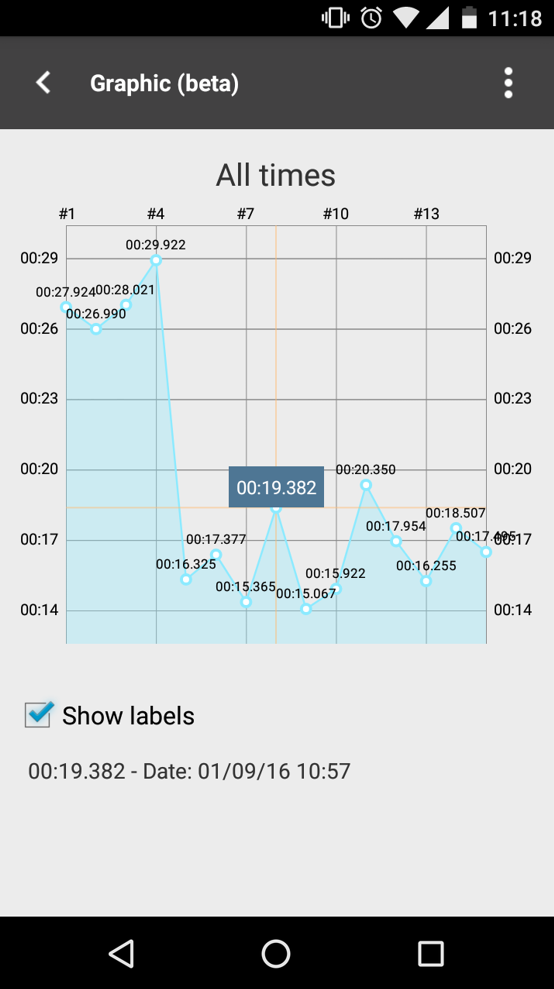 11:18
Graphic (beta)
All times
#1 #4 #7 #10 #13
00:29.922
00:29 00:29
00:27.924 00:28.021
00:26.990
00:26 00:26
00:23 00:23
00:20 00:20.350 00:20
00:19.382
00:18.507
00:17.954
00:17 00:17.377 00:17.495 00:17
00:16.325 00:16.255
00:15.922
00:15.365 00:15.067
00:14 00:14
Show labels
00:19.382 - Date: 01/09/16 10:57